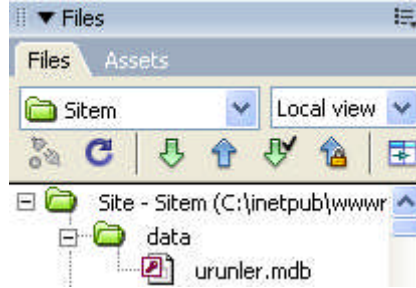 Files
Files Assets
Sitem Local view
Site - Sitem (C:\inetpub\wwwr
data
urunler.mdb